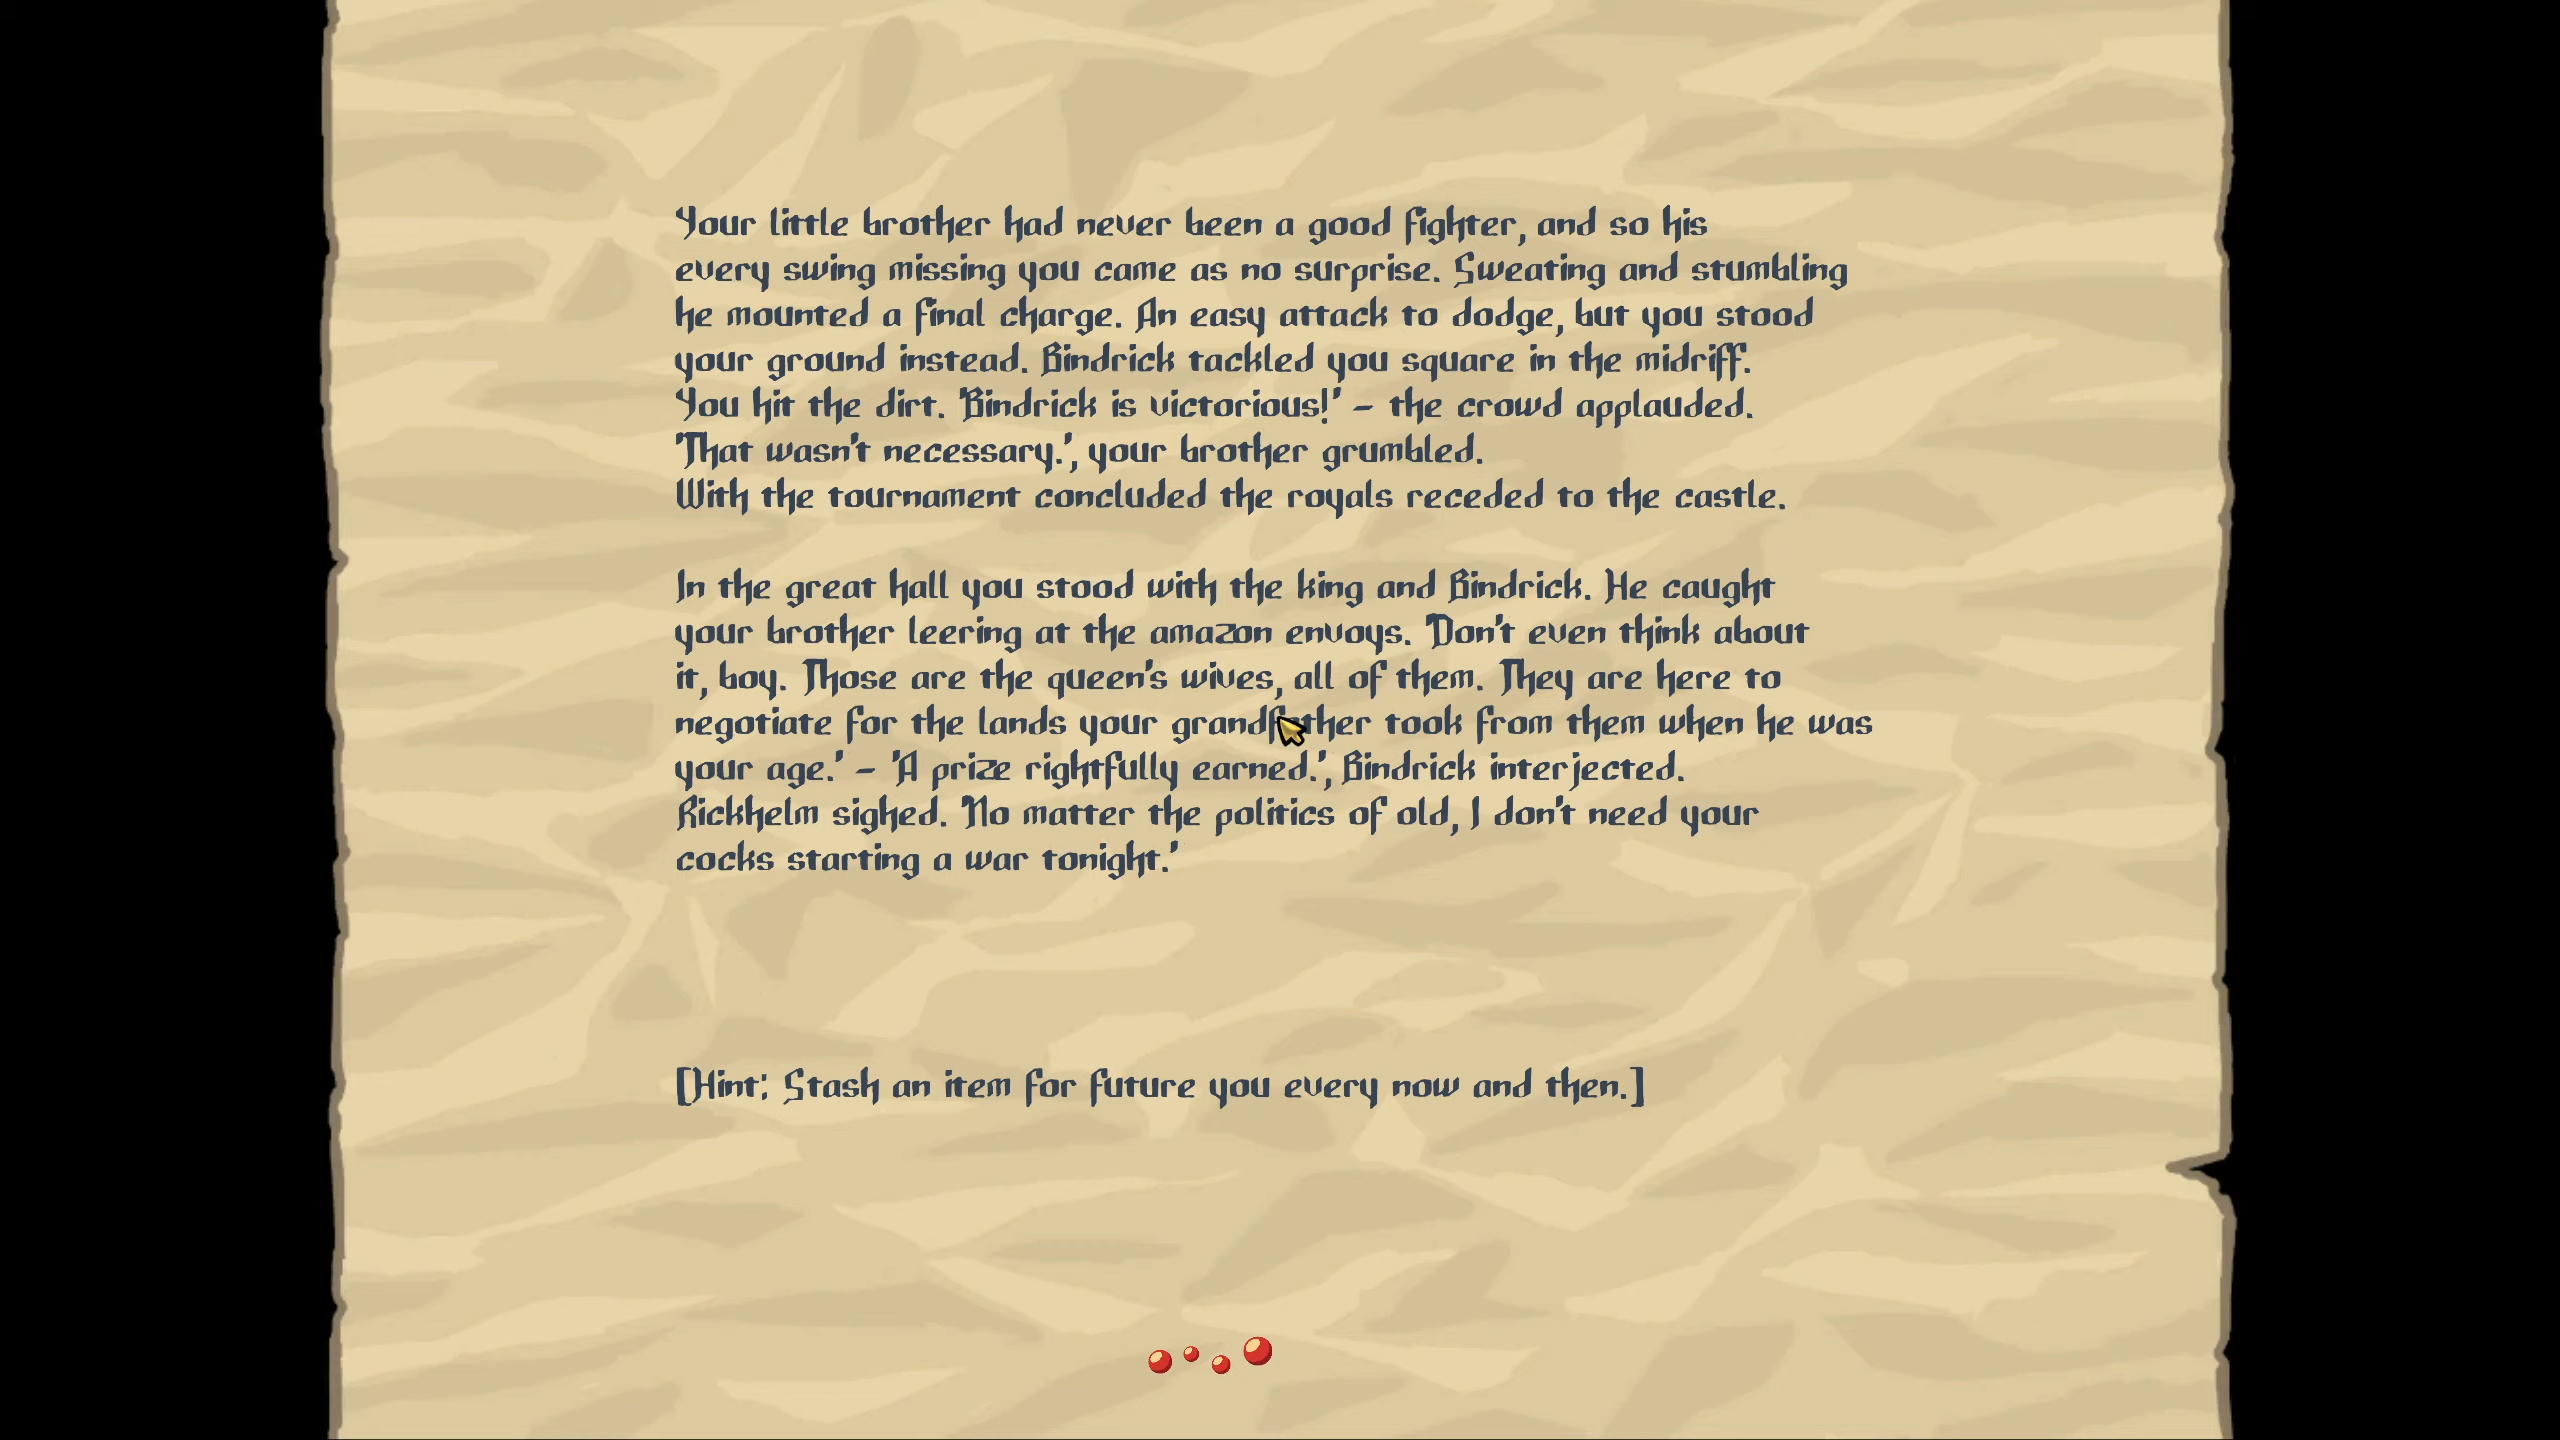 Your little brother had never been a good fighter, and so his
every swing missing you came as no surprise. Sweating and stumbling
he mounted a final charge. An easy attack to dodge, but you stood
your ground instead. Bindrick tackled you square in the midriff.
You hit the dirt. 'Bindrick is victorious!' - the crowd applauded.
'That wasn't necessary.', your brother grumbled.
With the tournament concluded the royals receded to the castle.
In the great hall you stood with the king and Bindrick. He caught
your brother leering at the amazon envoys. 'Don't even think about
it, boy. Those are the queen's wives, all of them. They are here to
negotiate for the lands your grandfather took from them when he was
your age.' - 'A prize rightfully earned.', Bindrick interjected.
Rickhelm sighed. 'No matter the politics of old, I don't need your
cocks starting a war tonight.'
[Hint: Stash an item for future you every now and then.]